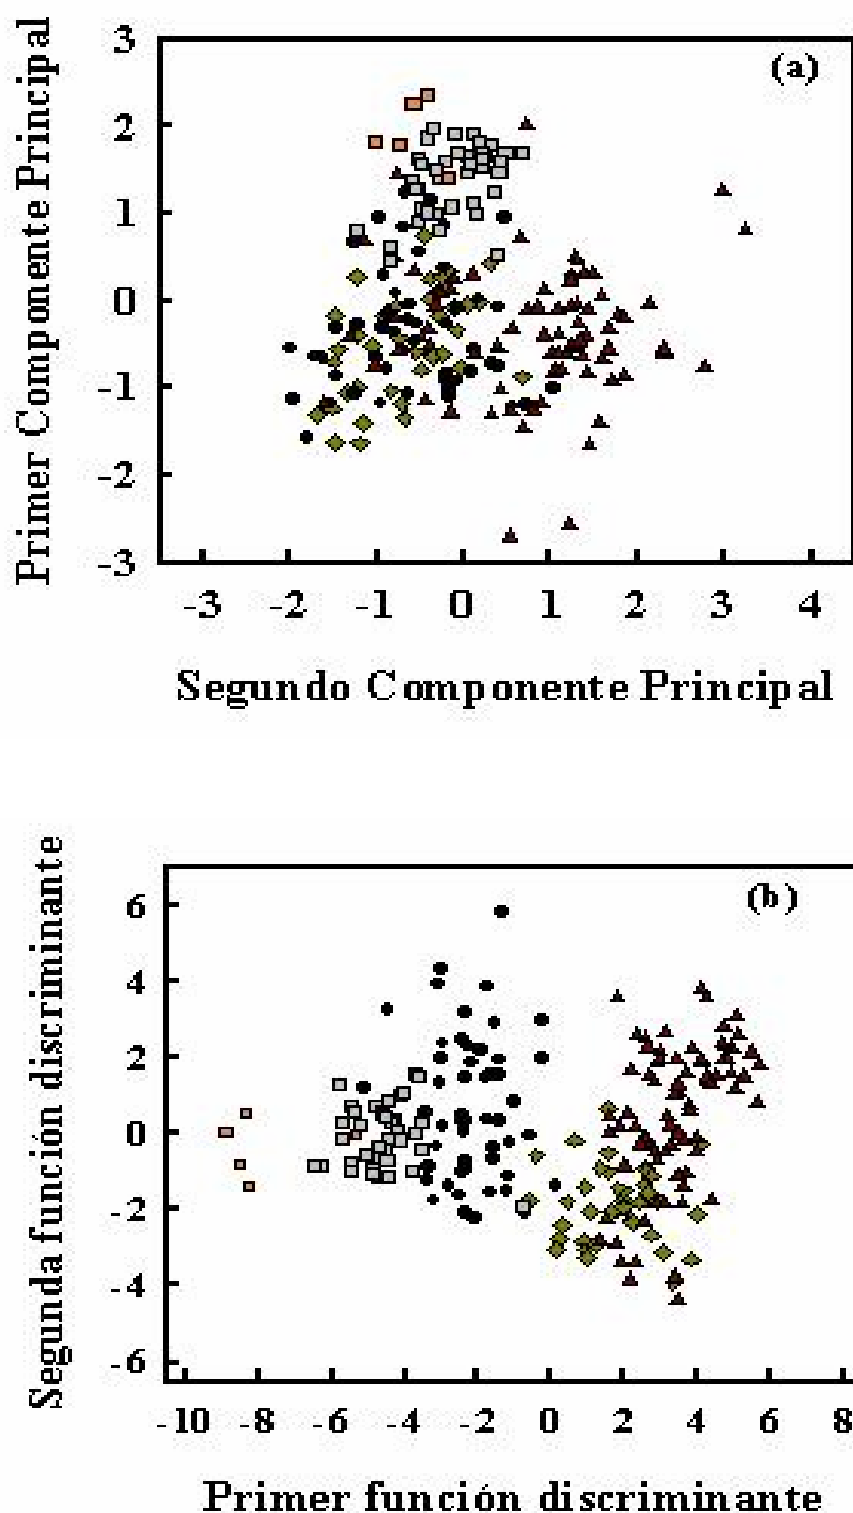 Primer Componente Principal
3
(a)
2
1
0
-1
-2
-3
-3 -2 -1 0 1 2 3 4
Segundo Componente Principal
Segunda función discriminante
(b)
6
4
2
0
-2
-4
-6
-10 -8 -6 -4 -2 0 2 4 6 8
Primer función discriminante